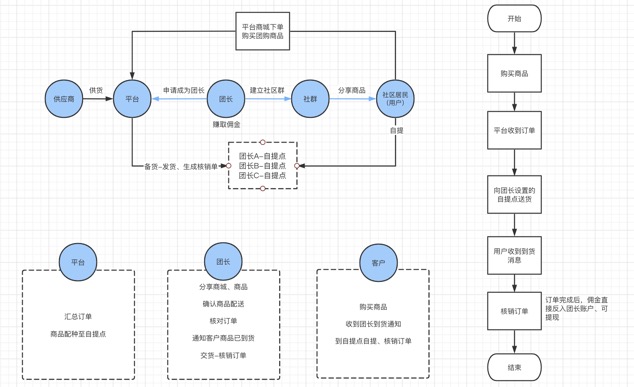 平台商城下单
购买团购商品
供应商
供货
平台
申请成为团长
团长
赚取佣金
建立社区群
社群
分享商品
社区居民
（用户）
自提
备货-发货、生成核销单
团长A-自提点
团长B-自提点
团长C-自提点
平台
汇总订单
商品配种至自提点
团长
分享商城、商品
确认商品配送
核对订单
通知客户商品已到货
交货-核销订单
客户
购买商品
收到团长到货通知
到自提点自提、核销订单
开始
购买商品
平台收到订单
向团长设置的
自提点送货
用户收到到货
消息
核销订单
订单完成后，佣金直
接反入团长账户、可
提现
结束